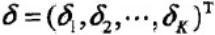 δ = (δ₁, δ₂, ⋯, δ_K)ᵀ